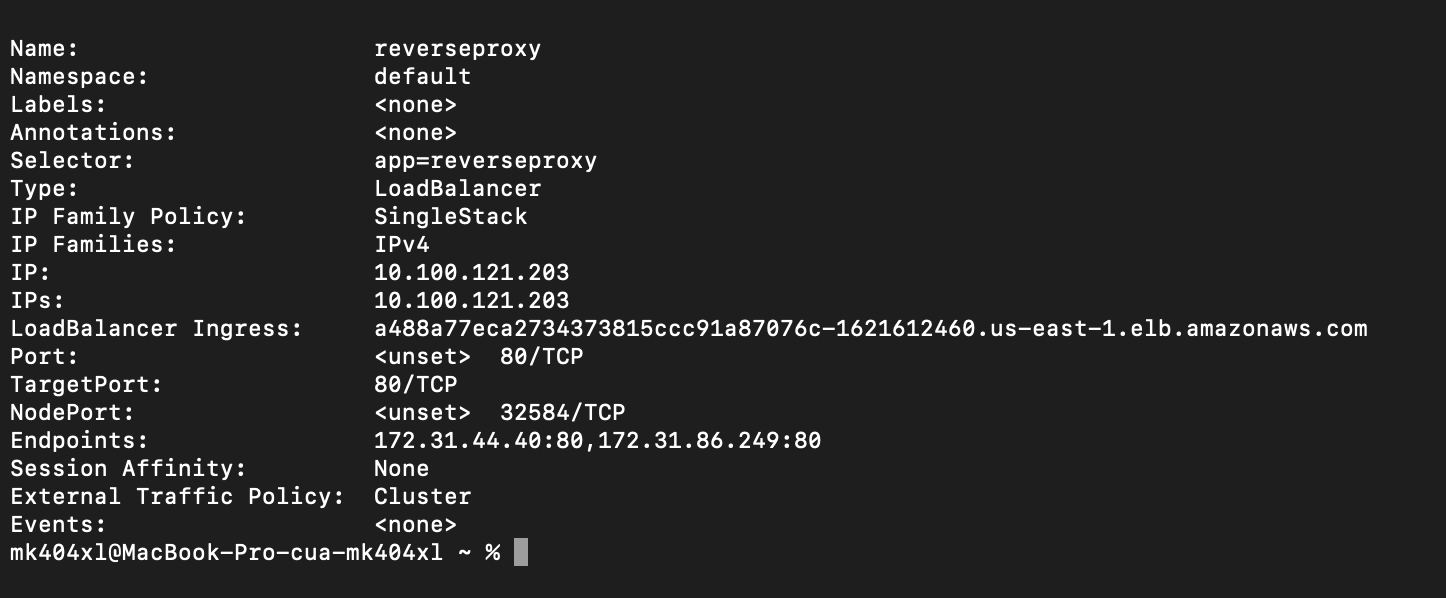 Name: reverseproxy
Namespace: default
Labels: <none>
Annotations: <none>
Selector: app=reverseproxy
Type: LoadBalancer
IP Family Policy: SingleStack
IP Families: IPv4
IP: 10.100.121.203
IPs: 10.100.121.203
LoadBalancer Ingress: a488a77eca2734373815ccc91a87076c-1621612460.us-east-1.elb.amazonaws.com
Port: <unset> 80/TCP
TargetPort: 80/TCP
NodePort: <unset> 32584/TCP
Endpoints: 172.31.44.40:80,172.31.86.249:80
Session Affinity: None
External Traffic Policy: Cluster
Events: <none>
mk404xl@MacBook-Pro-cua-mk404xl ~ %